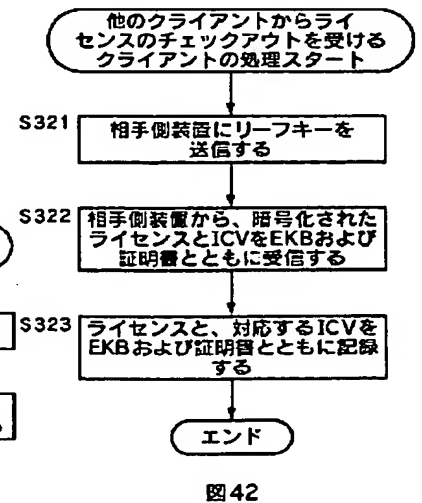 他のクライアントからライ
センスのチェックアウトを受ける
クライアントの処理スタート
S321
相手側装置にリーフキーを
送信する
S322
相手側装置から、暗号化された
ライセンスとICVをEKBおよび
証明書とともに受信する
S323
ライセンスと、対応するICVを
EKBおよび証明書とともに記録
する
エンド
図42